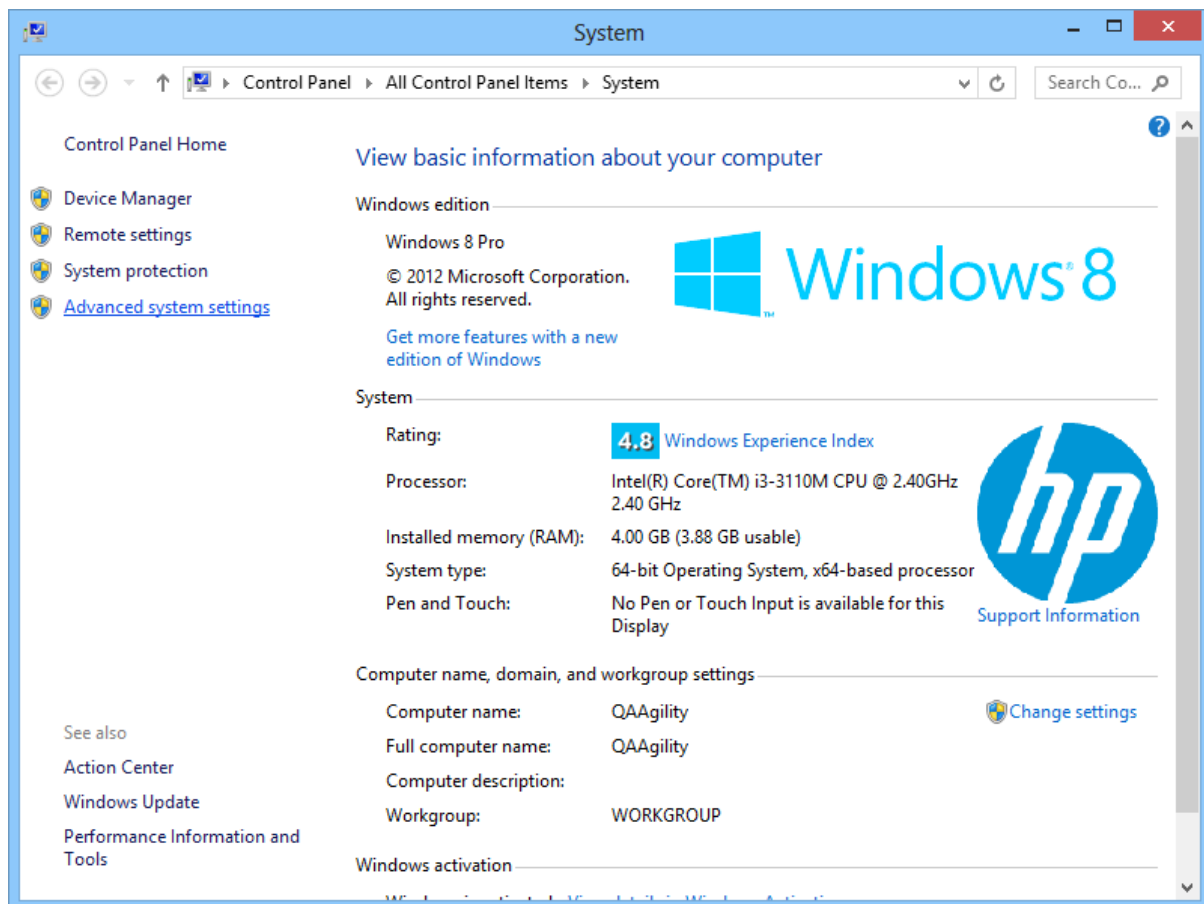 System
Control Panel All Control Panel Items System
Search Co...
Control Panel Home
Device Manager
Remote settings
System protection
Advanced system settings
See also
Action Center
Windows Update
Performance Information and
Tools
View basic information about your computer
Windows edition
Windows 8 Pro
© 2012 Microsoft Corporation.
All rights reserved.
Get more features with a new
edition of Windows
Windows® 8
TM
System
Rating: 4.8 Windows Experience Index
Processor: Intel(R) Core(TM) i3-3110M CPU @ 2.40GHz
2.40 GHz
Installed memory (RAM): 4.00 GB (3.88 GB usable)
System type: 64-bit Operating System, x64-based processor
Pen and Touch: No Pen or Touch Input is available for this
Display
hp
Support Information
Computer name, domain, and workgroup settings
Computer name: QAAgility
Change settings
Full computer name: QAAgility
Computer description:
Workgroup: WORKGROUP
Windows activation